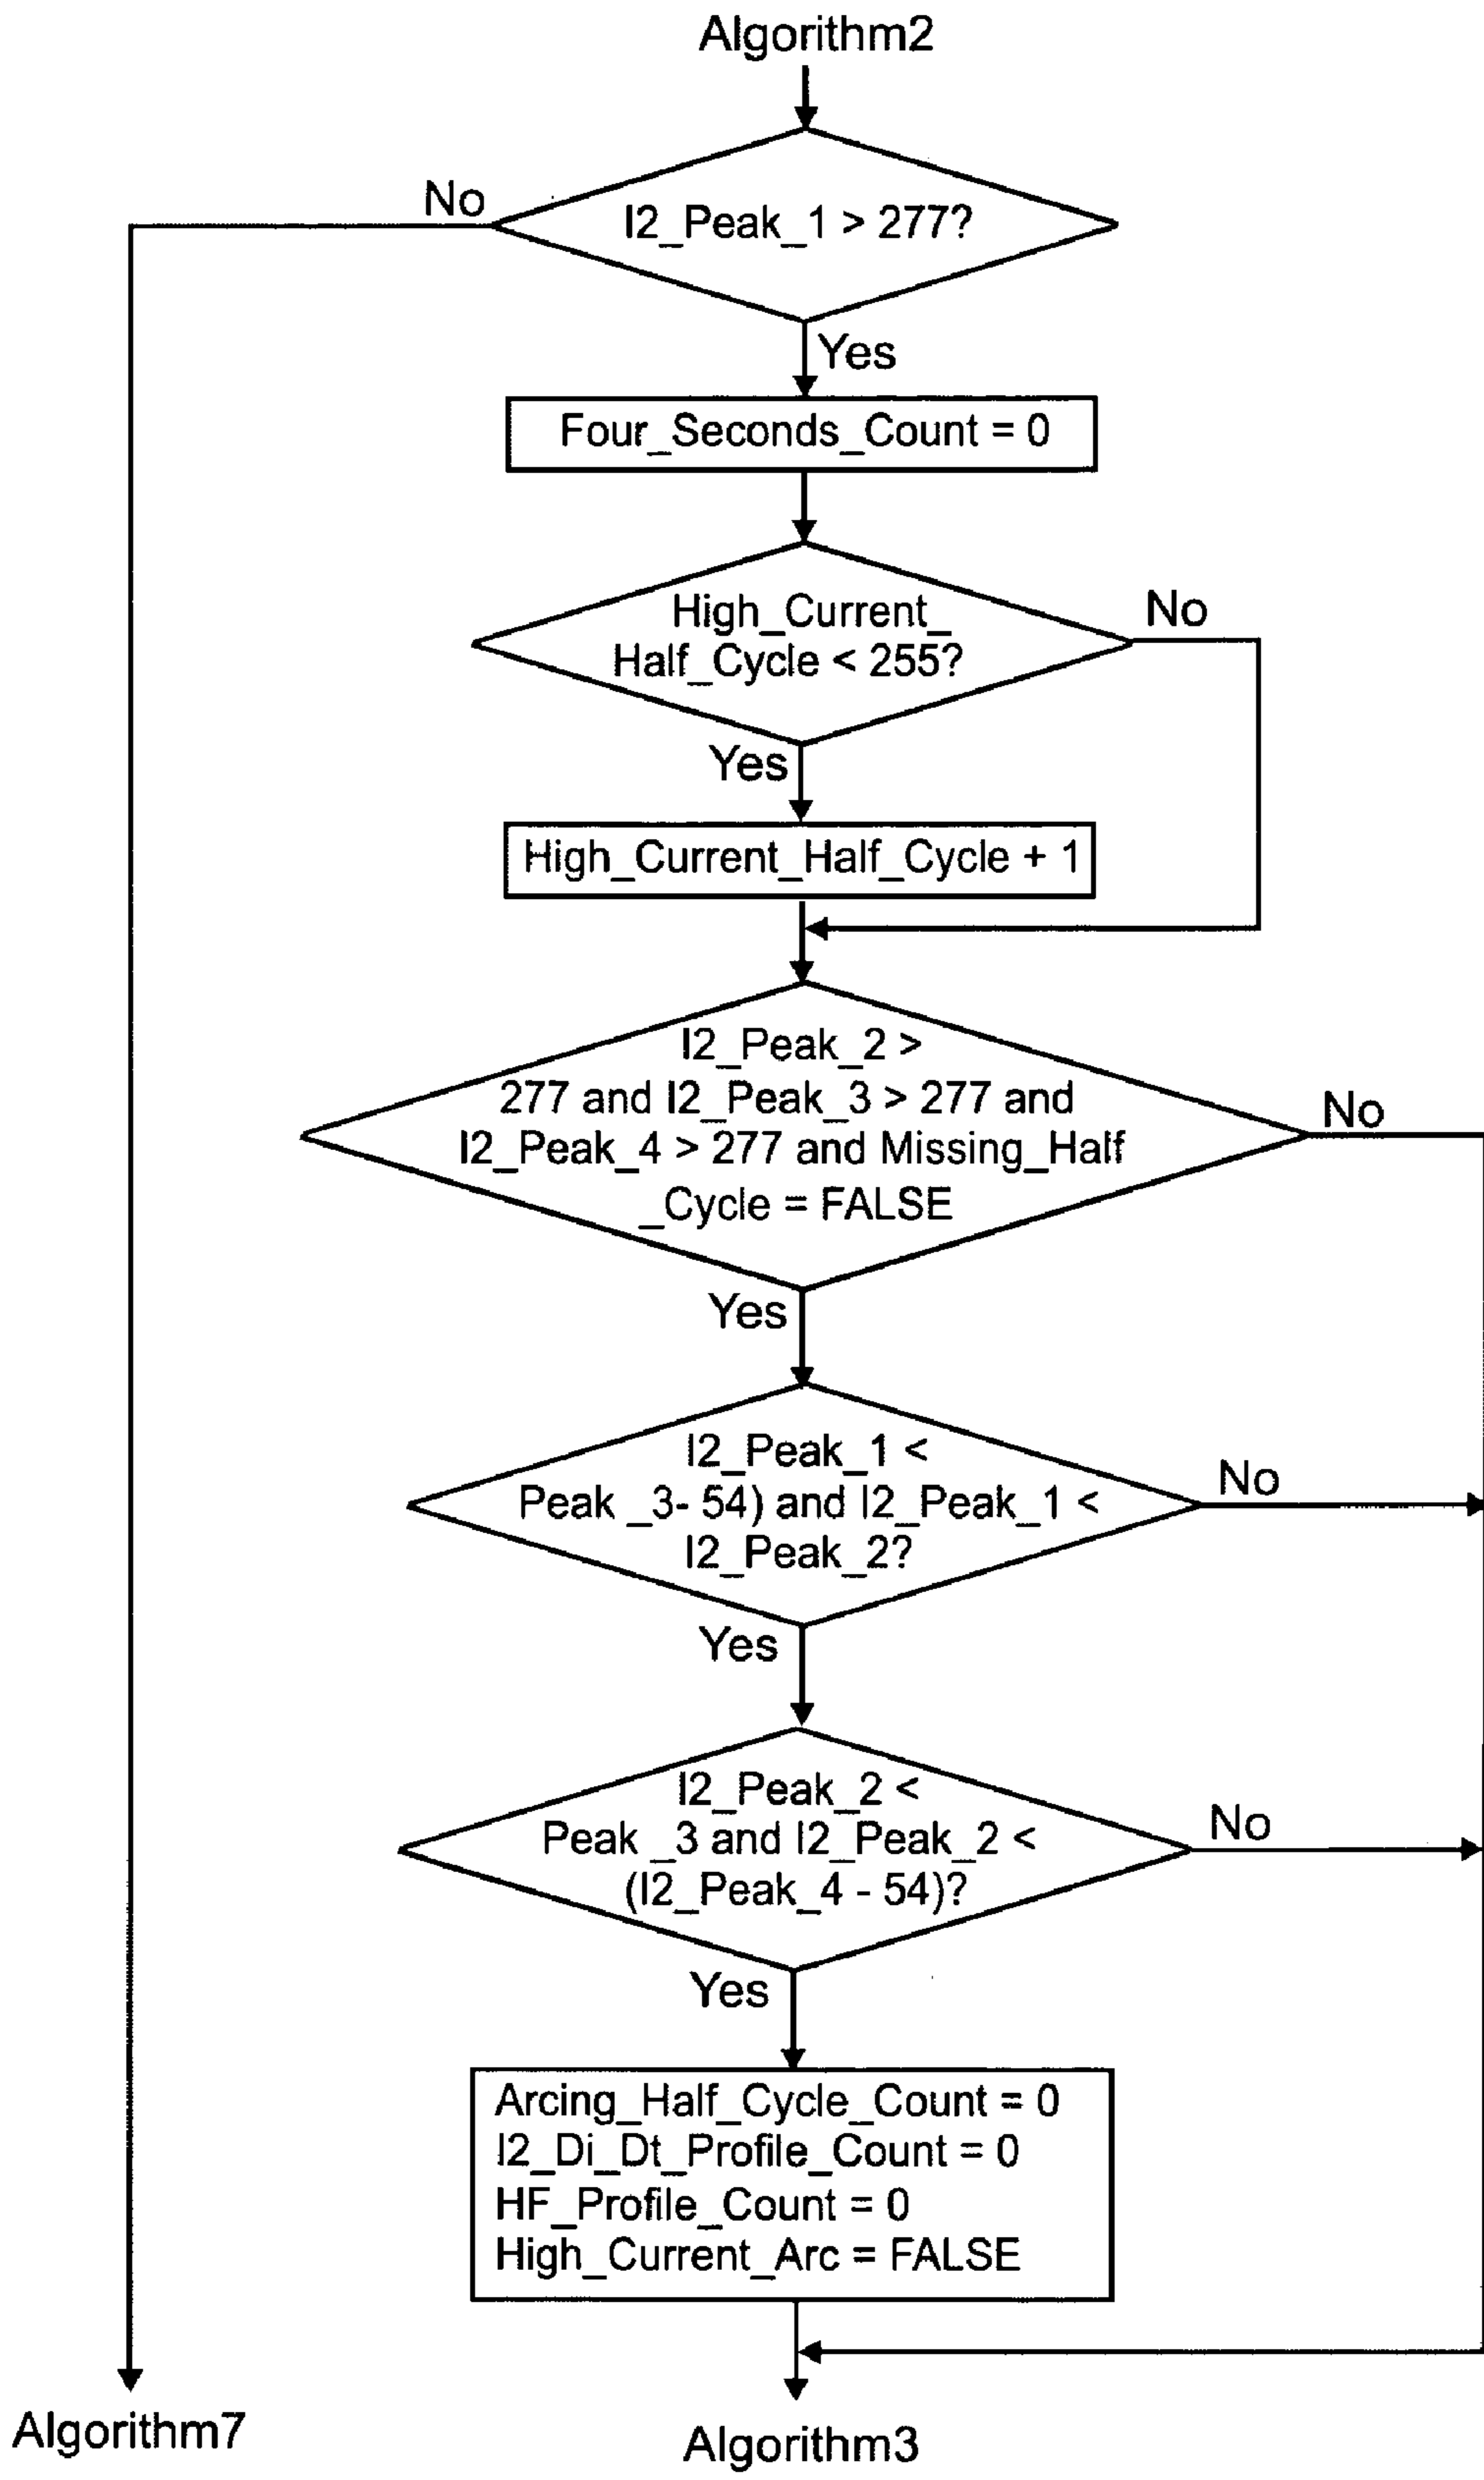 Algorithm2
No
I2_Peak_1 > 277?
Yes
Four_Seconds_Count = 0
High_Current_
Half_Cycle < 255?
No
Yes
High_Current_Half_Cycle + 1
I2_Peak_2 >
277 and I2_Peak_3 > 277 and
I2_Peak_4 > 277 and Missing_Half
_Cycle = FALSE
No
Yes
I2_Peak_1 <
Peak _3- 54) and I2_Peak_1 <
I2_Peak_2?
No
Yes
I2_Peak_2 <
Peak _3 and I2_Peak_2 <
(I2_Peak_4 - 54)?
No
Yes
Arcing_Half_Cycle_Count = 0
I2_Di_Dt_Profile_Count = 0
HF_Profile_Count = 0
High_Current_Arc = FALSE
Algorithm7
Algorithm3